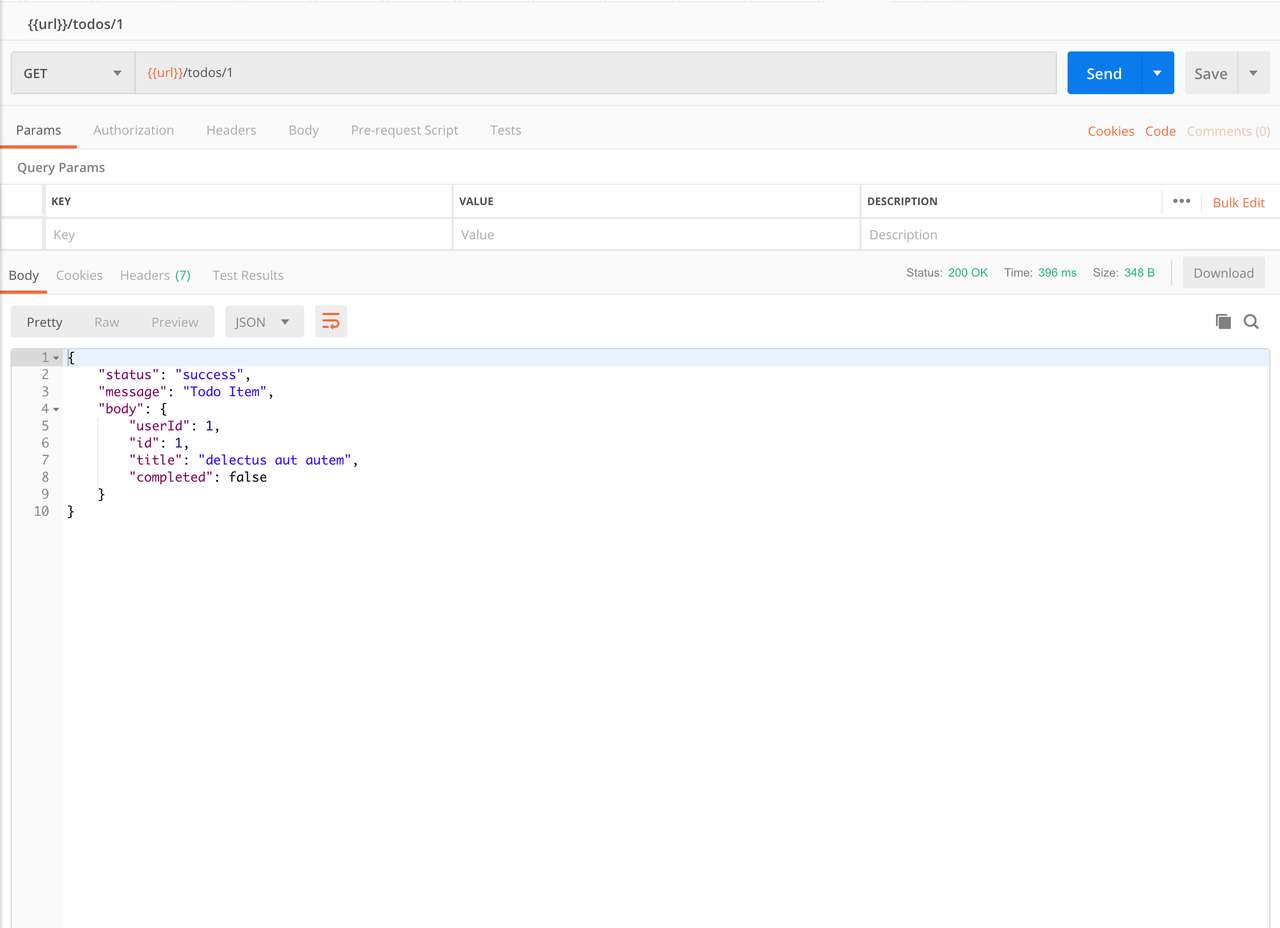 {{url}}/todos/1
GET {{url}}/todos/1 Send Save
Params Authorization Headers Body Pre-request Script Tests Cookies Code Comments (0)
Query Params
KEY VALUE DESCRIPTION ••• Bulk Edit
Key Value Description
Body Cookies Headers (7) Test Results Status: 200 OK Time: 396 ms Size: 348 B Download
Pretty Raw Preview JSON
1 {
2 "status": "success",
3 "message": "Todo Item",
4 "body": {
5 "userId": 1,
6 "id": 1,
7 "title": "delectus aut autem",
8 "completed": false
9 }
10 }